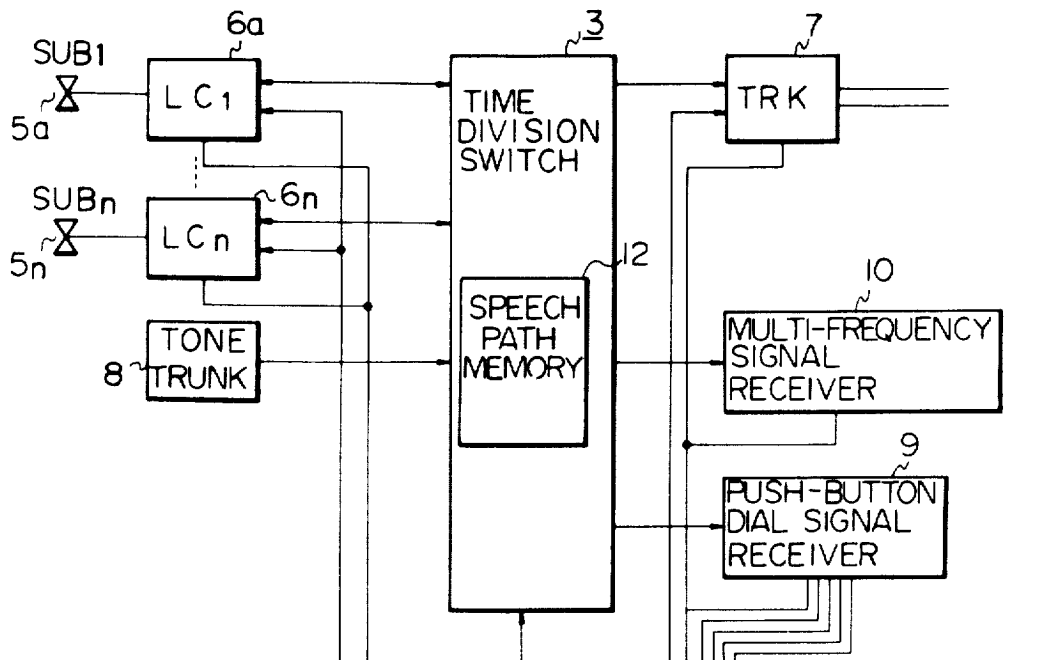 6a
3
7
SUB1
LC1
5a
TIME
DIVISION
SWITCH
TRK
SUBn
6n
LCn
5n
12
10
SPEECH
PATH
MEMORY
MULTI-FREQUENCY
SIGNAL
RECEIVER
TONE
TRUNK
8
9
PUSH-BUTTON
DIAL SIGNAL
RECEIVER